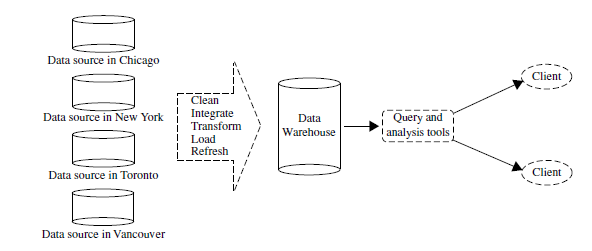 Data source in Chicago
Data source in New York
Data source in Toronto
Data source in Vancouver
Clean
Integrate
Transform
Load
Refresh
Data
Warehouse
Query and
analysis tools
Client
Client